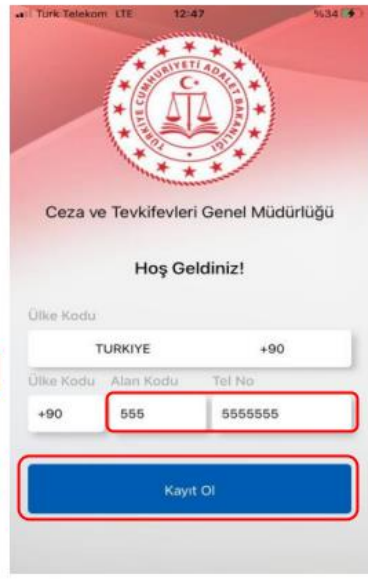 Türk Telekom LTE 12:47 %34
TÜRKİYE CUMHURİYETİ ADALET BAKANLIĞI
Ceza ve Tevkifevleri Genel Müdürlüğü
Hoş Geldiniz!
Ülke Kodu
TURKIYE +90
Ülke Kodu Alan Kodu Tel No
+90 555 5555555
Kayıt Ol